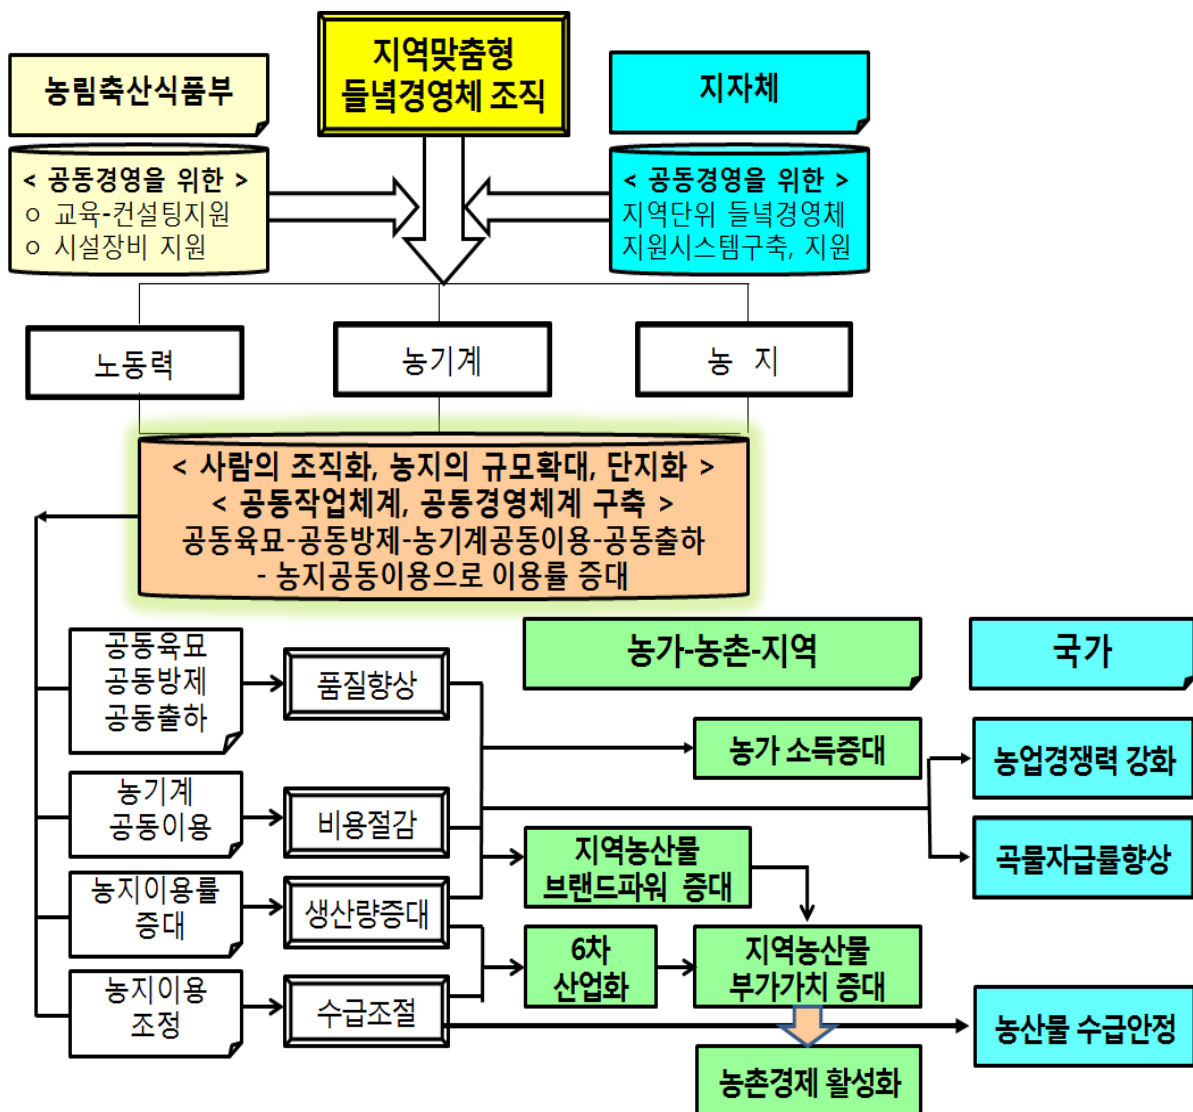 지역맞춤형
들녘경영체 조직
농림축산식품부
지자체
< 공동경영을 위한 >
ㅇ 교육-컨설팅지원
ㅇ 시설장비 지원
< 공동경영을 위한 >
지역단위 들녘경영체
지원시스템구축, 지원
노동력
농기계
농 지
< 사람의 조직화, 농지의 규모확대, 단지화 >
< 공동작업체계, 공동경영체계 구축 >
공동육묘-공동방제-농기계공동이용-공동출하
- 농지공동이용으로 이용률 증대
농가-농촌-지역
국가
공동육묘
공동방제
공동출하
품질향상
농가 소득증대
농업경쟁력 강화
농기계
공동이용
비용절감
지역농산물
브랜드파워 증대
곡물자급률향상
농지이용률
증대
생산량증대
6차
산업화
지역농산물
부가가치 증대
농지이용
조정
수급조절
농산물 수급안정
농촌경제 활성화